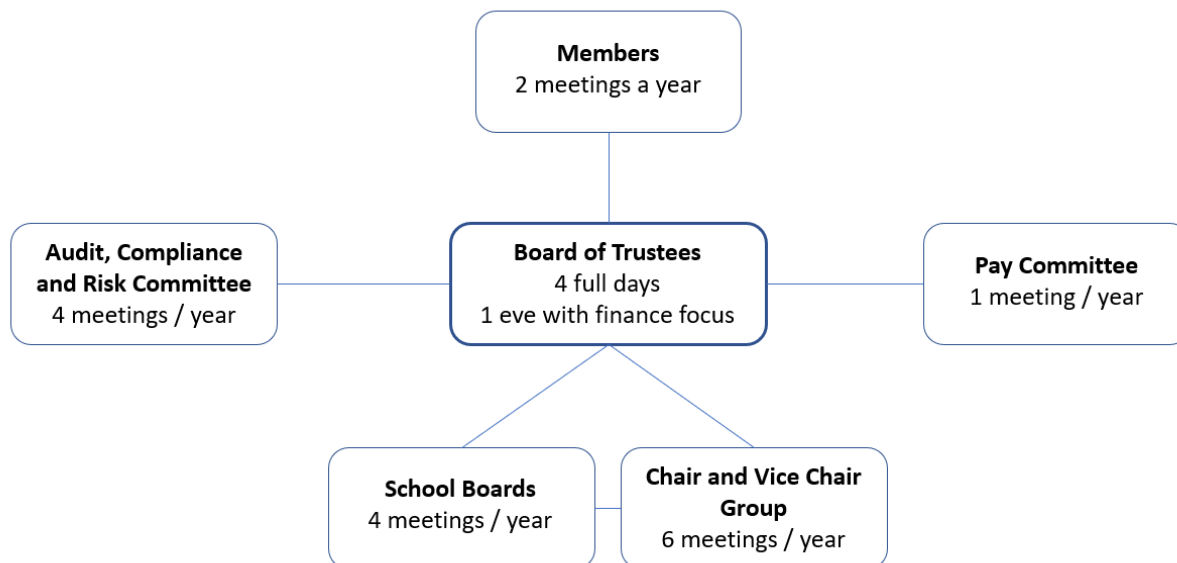 Members
2 meetings a year
Audit, Compliance
and Risk Committee
4 meetings / year
Board of Trustees
4 full days
1 eve with finance focus
Pay Committee
1 meeting / year
School Boards
4 meetings / year
Chair and Vice Chair
Group
6 meetings / year